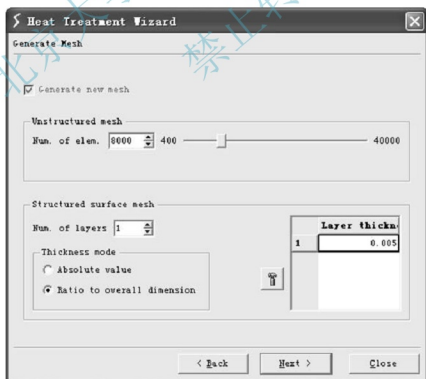 Heat Treatment Wizard
Generate Mesh
Generate new mesh
Unstructured mesh
Num. of elem. 8000 400 40000
Structured surface mesh
Num. of layers 1
Layer thickn
1 0.005
Thickness mode
Absolute value
Ratio to overall dimension
< Back Next > Close